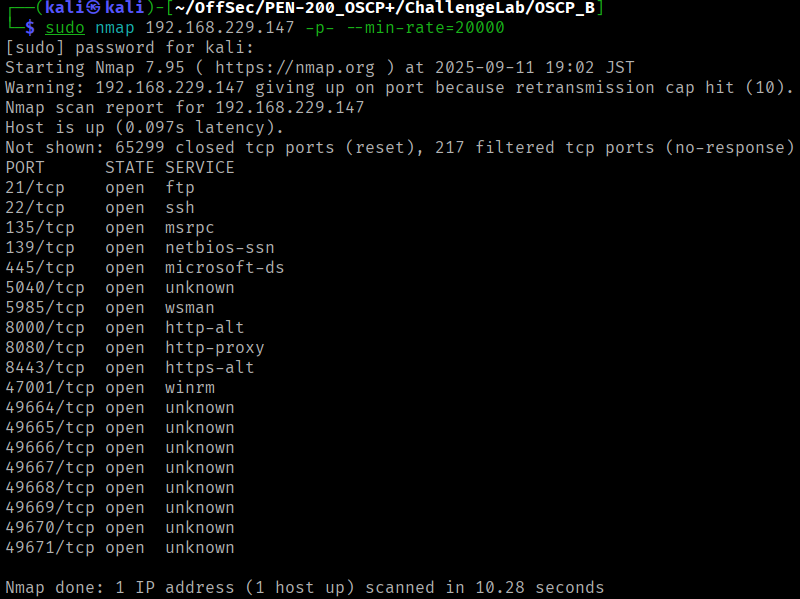 ┌──(kali㉿kali)-[~/OffSec/PEN-200_OSCP+/ChallengeLab/OSCP_B]
└─$ sudo nmap 192.168.229.147 -p- --min-rate=20000
[sudo] password for kali:
Starting Nmap 7.95 ( https://nmap.org ) at 2025-09-11 19:02 JST
Warning: 192.168.229.147 giving up on port because retransmission cap hit (10).
Nmap scan report for 192.168.229.147
Host is up (0.097s latency).
Not shown: 65299 closed tcp ports (reset), 217 filtered tcp ports (no-response)
PORT      STATE SERVICE
21/tcp    open  ftp
22/tcp    open  ssh
135/tcp   open  msrpc
139/tcp   open  netbios-ssn
445/tcp   open  microsoft-ds
5040/tcp  open  unknown
5985/tcp  open  wsman
8000/tcp  open  http-alt
8080/tcp  open  http-proxy
8443/tcp  open  https-alt
47001/tcp open  winrm
49664/tcp open  unknown
49665/tcp open  unknown
49666/tcp open  unknown
49667/tcp open  unknown
49668/tcp open  unknown
49669/tcp open  unknown
49670/tcp open  unknown
49671/tcp open  unknown
Nmap done: 1 IP address (1 host up) scanned in 10.28 seconds